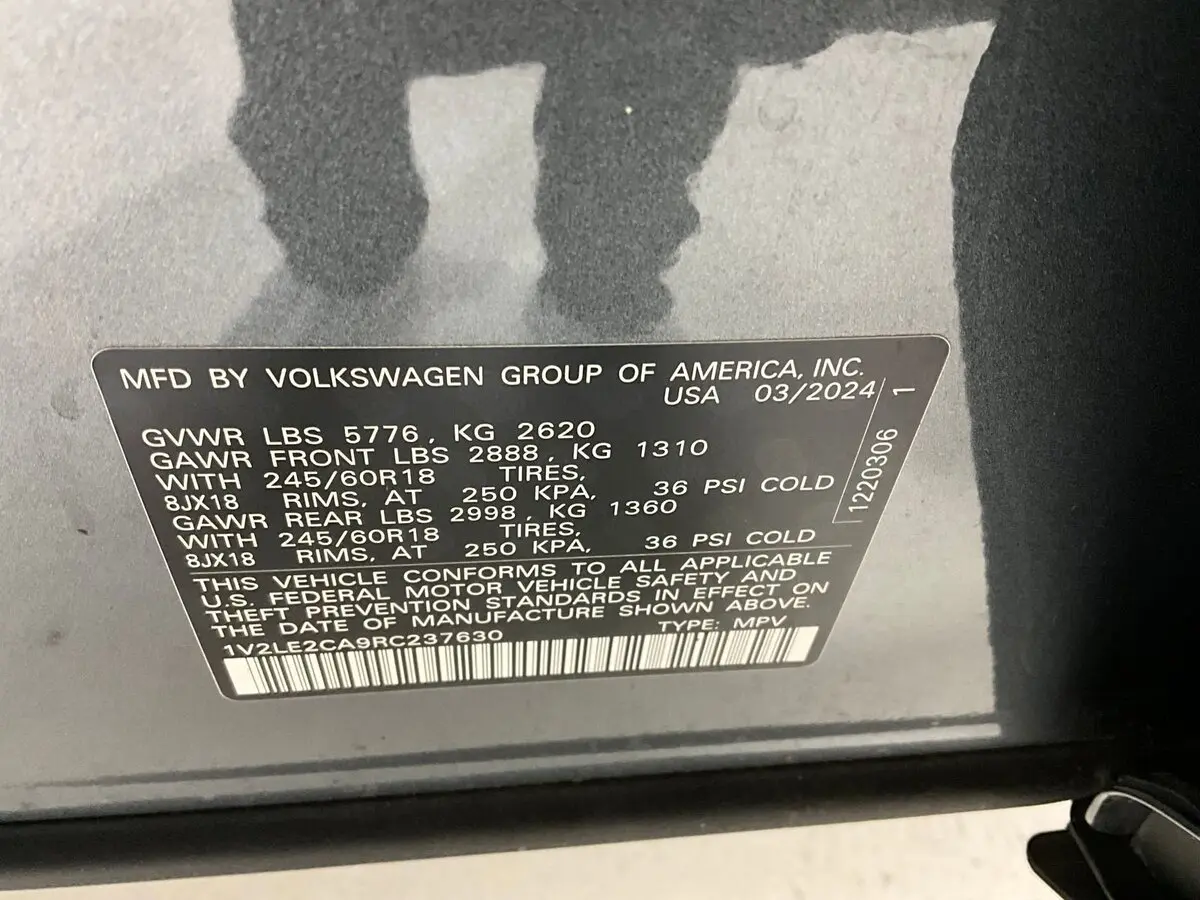 MFD BY VOLKSWAGEN GROUP OF AMERICA, INC.
USA 03/2024
GVWR LBS 5776, KG 2620
GAWR FRONT LBS 2888, KG 1310
WITH 245/60R18 TIRES,
8JX18 RIMS, AT 250 KPA, 36 PSI COLD
GAWR REAR LBS 2998, KG 1360
WITH 245/60R18 TIRES,
8JX18 RIMS, AT 250 KPA, 36 PSI COLD
THIS VEHICLE CONFORMS TO ALL APPLICABLE
U.S. FEDERAL MOTOR VEHICLE SAFETY AND
THEFT PREVENTION STANDARDS IN EFFECT ON
THE DATE OF MANUFACTURE SHOWN ABOVE.
1V2LE2CA9RC237630 TYPE: MPV
1220306 1